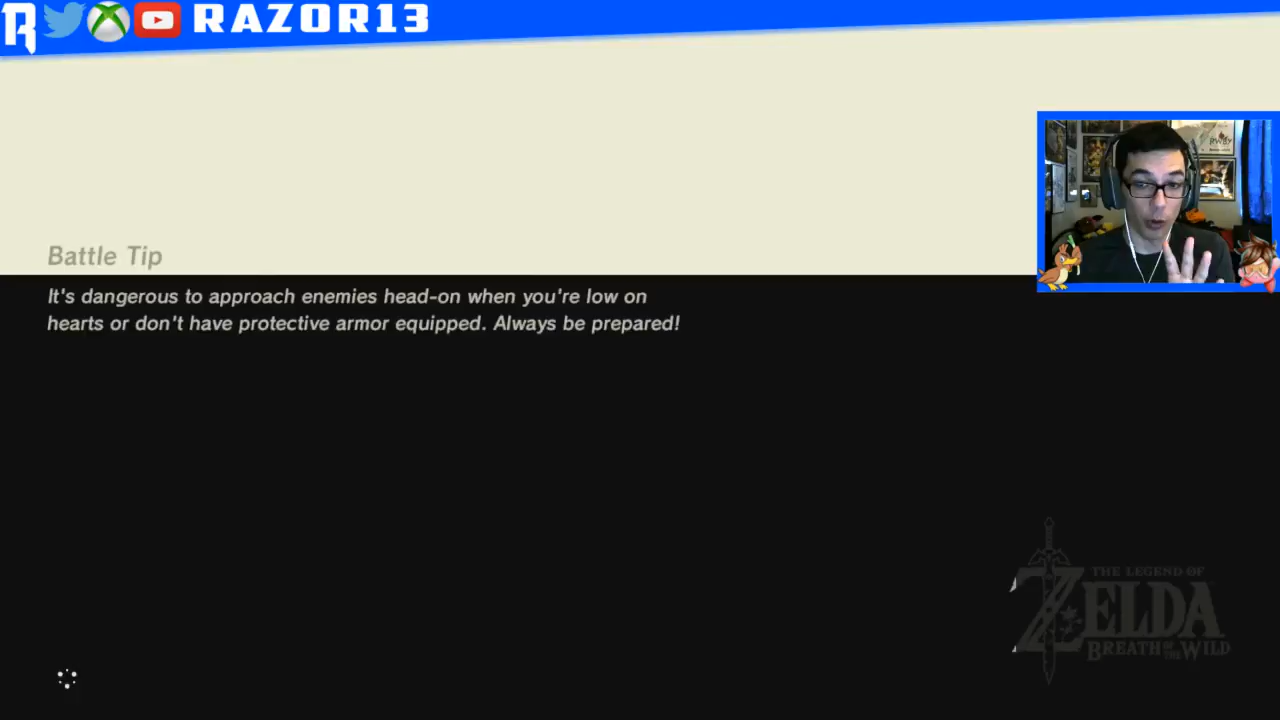 R RAZOR13
RWBY
Battle Tip
It's dangerous to approach enemies head-on when you're low on
hearts or don't have protective armor equipped. Always be prepared!
THE LEGEND OF
ZELDA
BREATH OF THE WILD